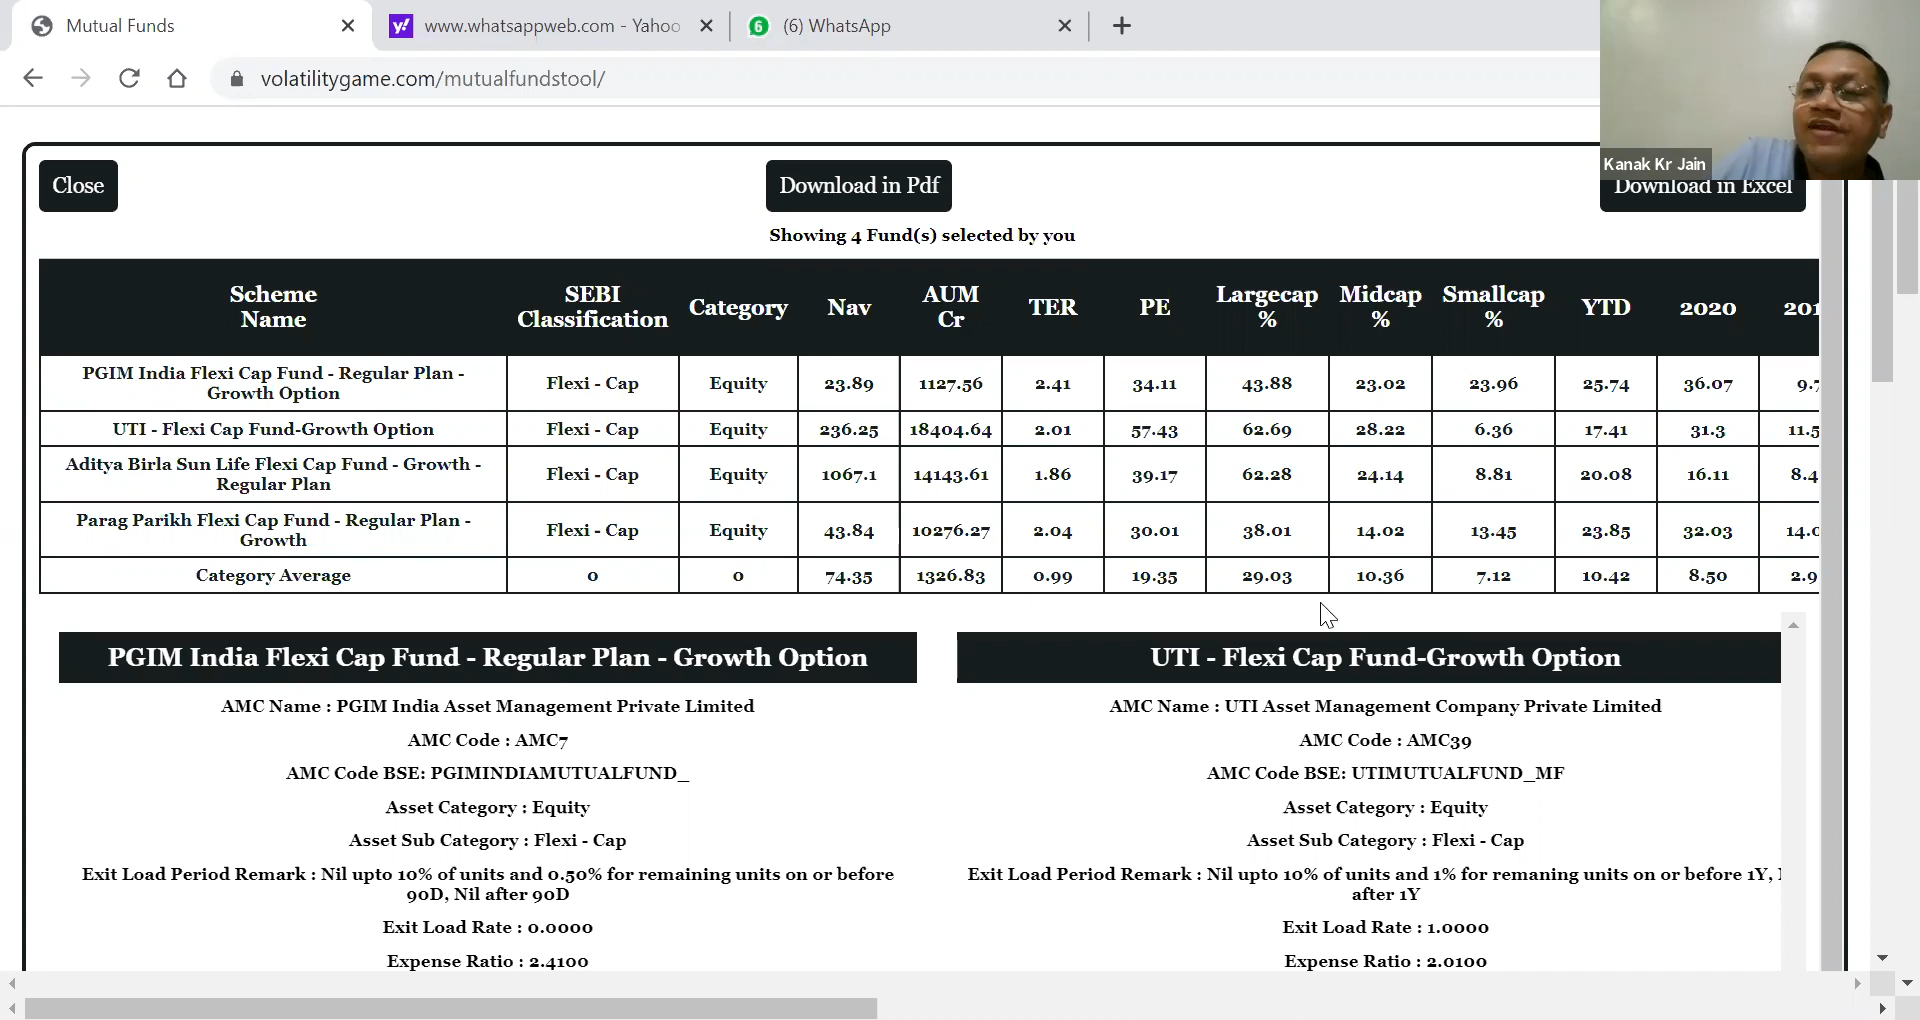 Mutual Funds
www.whatsappweb.com - Yahoo
6
(6) WhatsApp
volatilitygame.com/mutualfundstool/
Kanak Kr Jain
Close
Download in Pdf
Download in Excel
Showing 4 Fund(s) selected by you
Scheme Name SEBI Classification Category Nav AUM Cr TER PE Largecap % Midcap % Smallcap % YTD 2020 201
PGIM India Flexi Cap Fund - Regular Plan - Growth Option Flexi - Cap Equity 23.89 1127.56 2.41 34.11 43.88 23.02 23.96 25.74 36.07 9.7
UTI - Flexi Cap Fund-Growth Option Flexi - Cap Equity 236.25 18404.64 2.01 57.43 62.69 28.22 6.36 17.41 31.3 11.5
Aditya Birla Sun Life Flexi Cap Fund - Growth - Regular Plan Flexi - Cap Equity 1067.1 14143.61 1.86 39.17 62.28 24.14 8.81 20.08 16.11 8.4
Parag Parikh Flexi Cap Fund - Regular Plan - Growth Flexi - Cap Equity 43.84 10276.27 2.04 30.01 38.01 14.02 13.45 23.85 32.03 14.0
Category Average 0 0 74.35 1326.83 0.99 19.35 29.03 10.36 7.12 10.42 8.50 2.9
PGIM India Flexi Cap Fund - Regular Plan - Growth Option
AMC Name : PGIM India Asset Management Private Limited
AMC Code : AMC7
AMC Code BSE: PGIMINDIAMUTUALFUND_
Asset Category : Equity
Asset Sub Category : Flexi - Cap
Exit Load Period Remark : Nil upto 10% of units and 0.50% for remaining units on or before
90D, Nil after 90D
Exit Load Rate : 0.0000
Expense Ratio : 2.4100
UTI - Flexi Cap Fund-Growth Option
AMC Name : UTI Asset Management Company Private Limited
AMC Code : AMC39
AMC Code BSE: UTIMUTUALFUND_MF
Asset Category : Equity
Asset Sub Category : Flexi - Cap
Exit Load Period Remark : Nil upto 10% of units and 1% for remaning units on or before 1Y,
after 1Y
Exit Load Rate : 1.0000
Expense Ratio : 2.0100